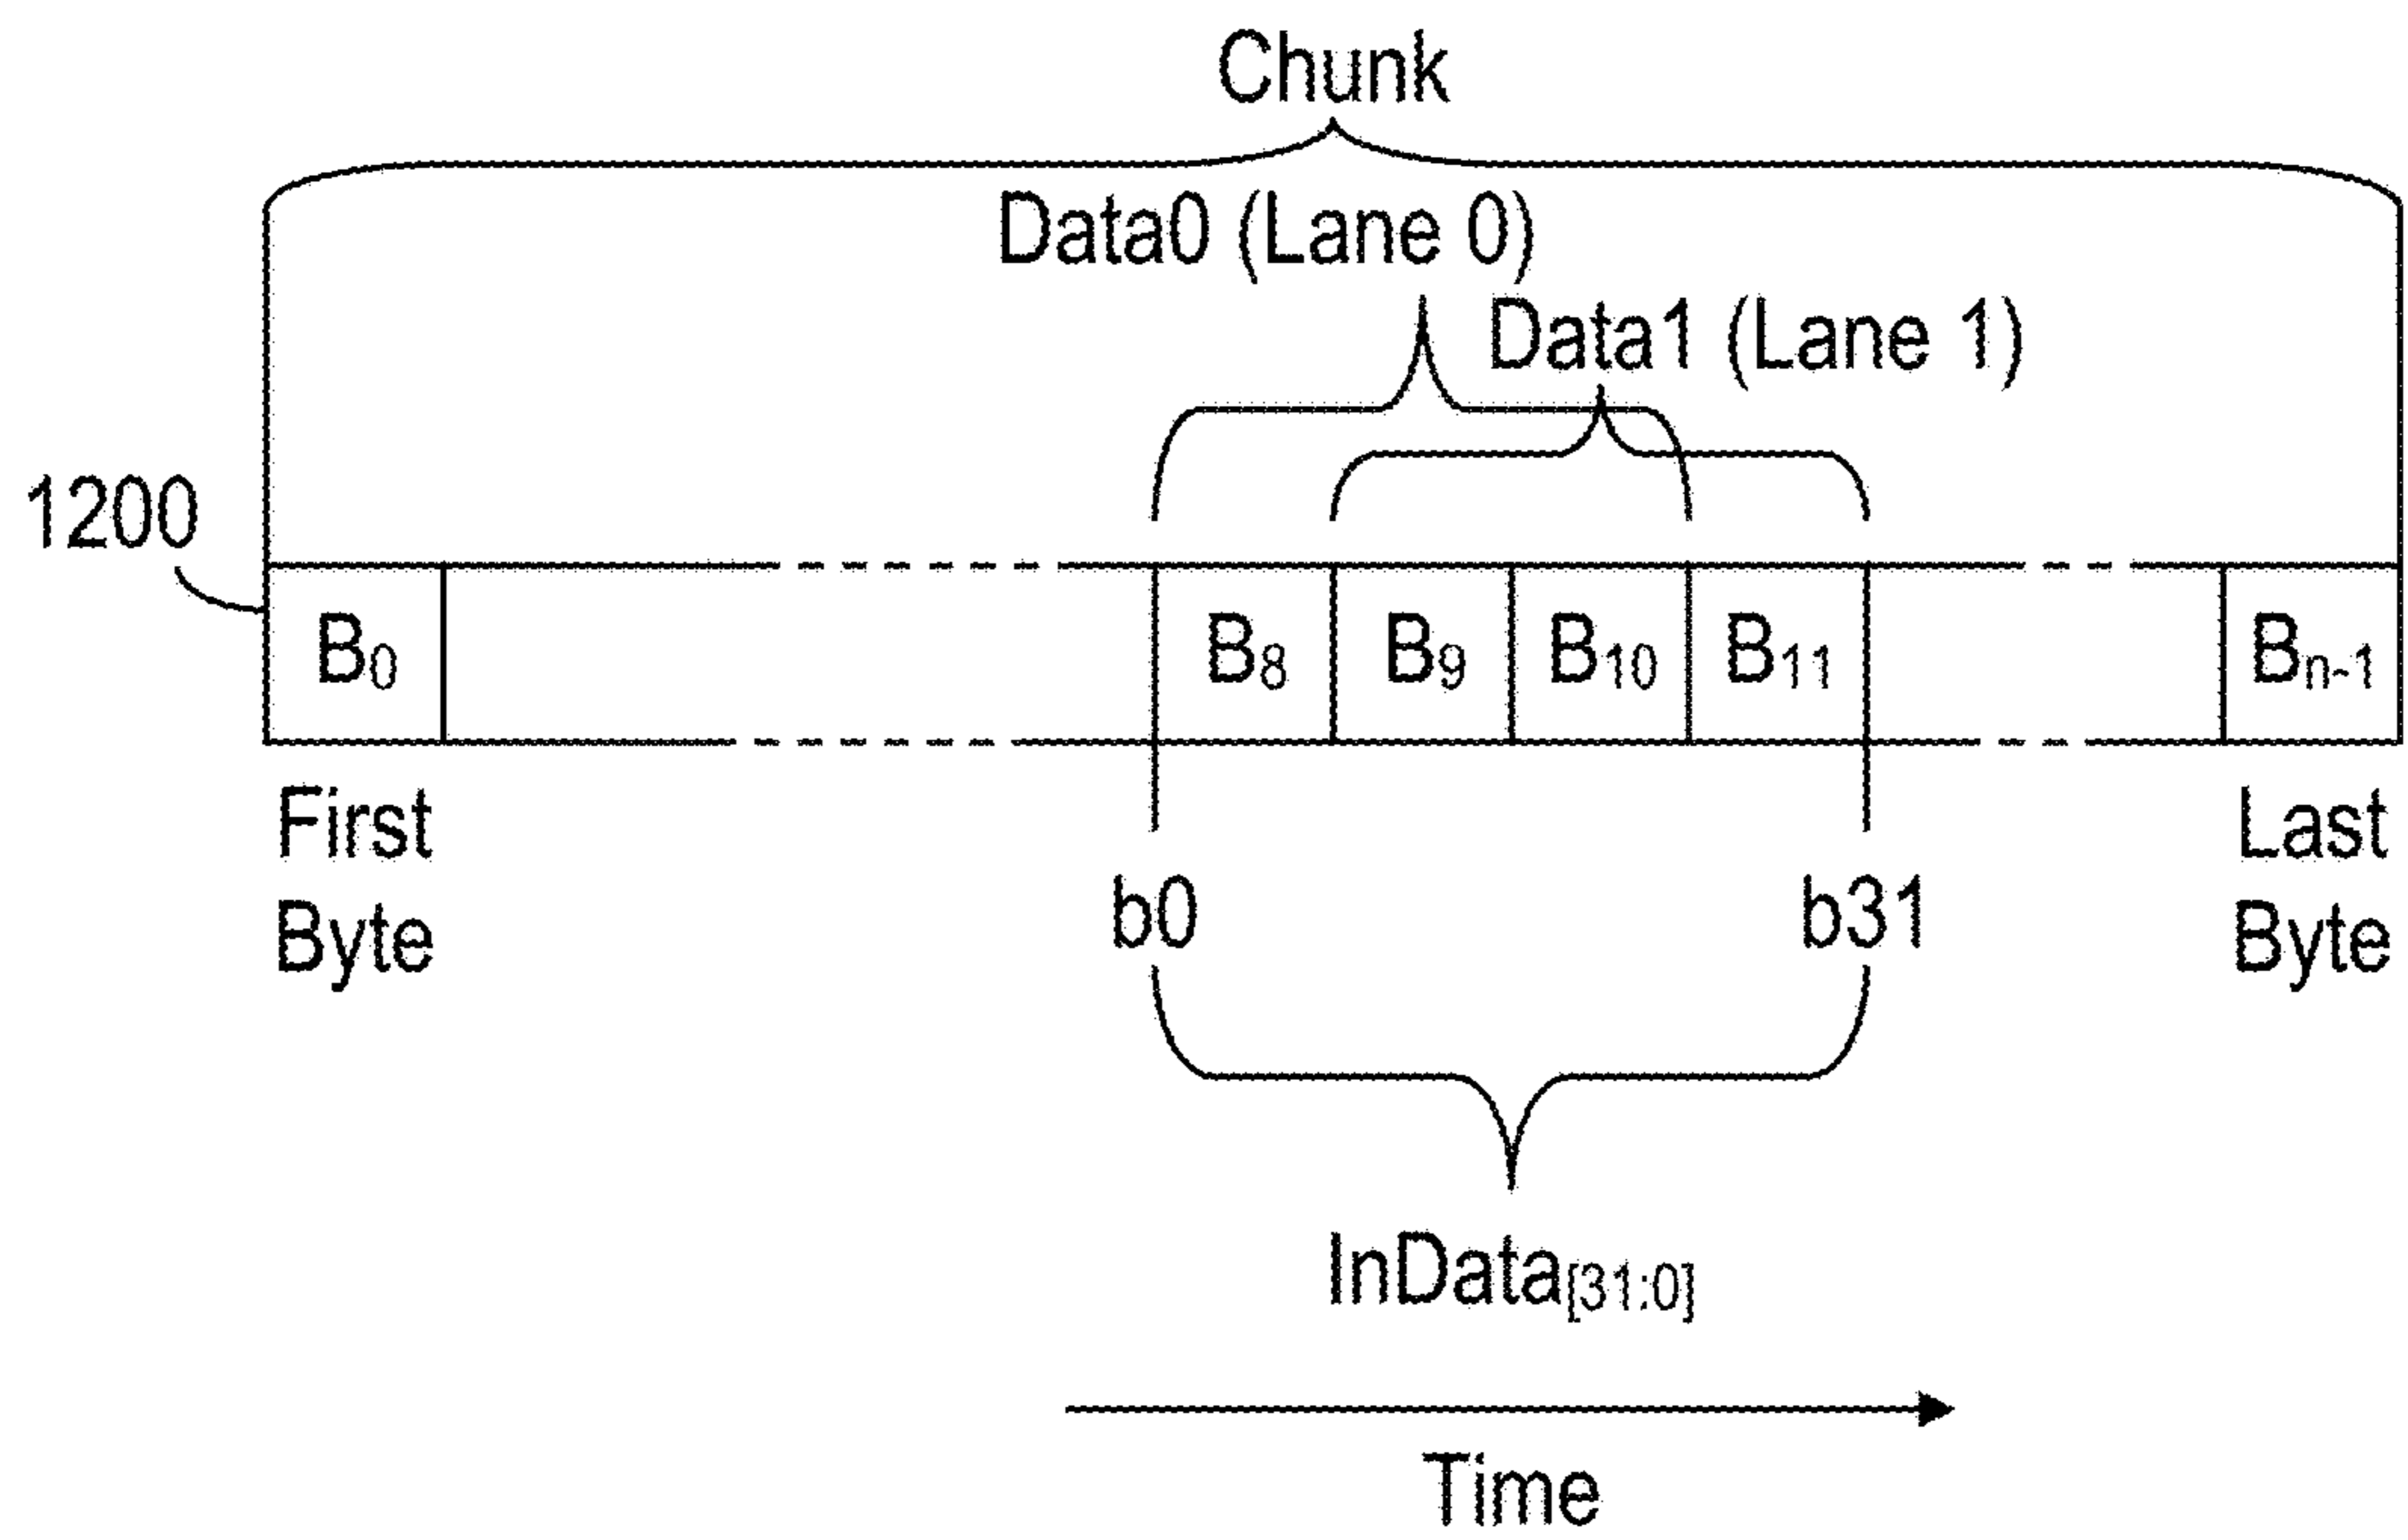 Chunk
Data0 (Lane 0)
Data1 (Lane 1)
1200
B0 B8 B9 B10 B11 Bn-1
First Byte
Last Byte
b0 b31
InData[31:0]
Time